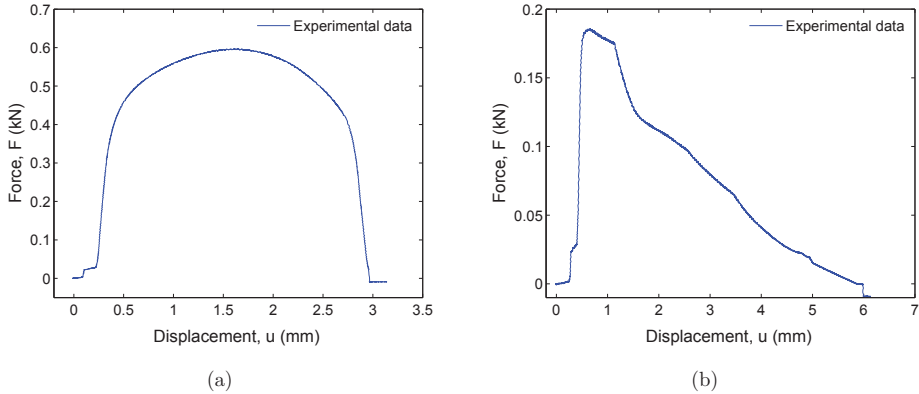 0.7
0.6
0.5
0.4
0.3
0.2
0.1
0
Force, F (kN)
Experimental data
0 0.5 1 1.5 2 2.5 3 3.5
Displacement, u (mm)
(a)
0.20
0.15
0.10
0.05
0
Force, F (kN)
Experimental data
0 1 2 3 4 5 6 7
Displacement, u (mm)
(b)